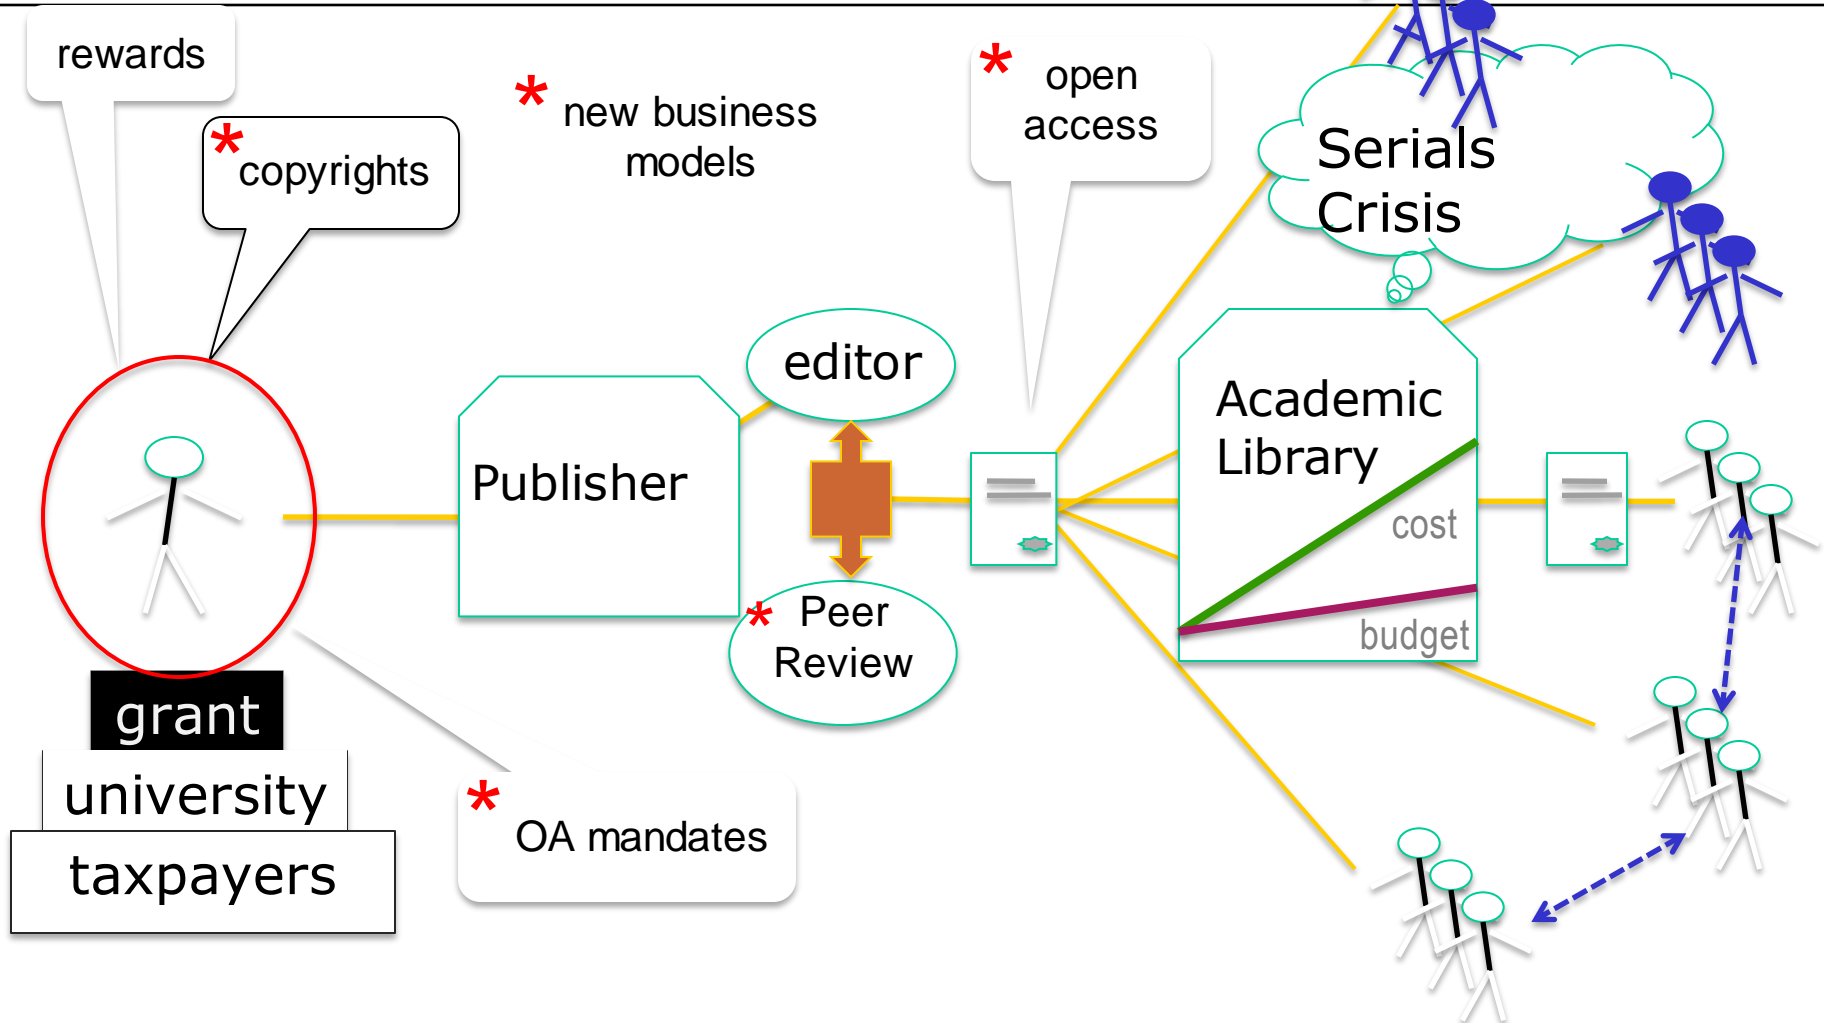 rewards
* copyrights
* new business
models
* open
access
Serials
Crisis
editor
Publisher
* Peer
Review
Academic
Library
cost
budget
grant
university
taxpayers
* OA mandates